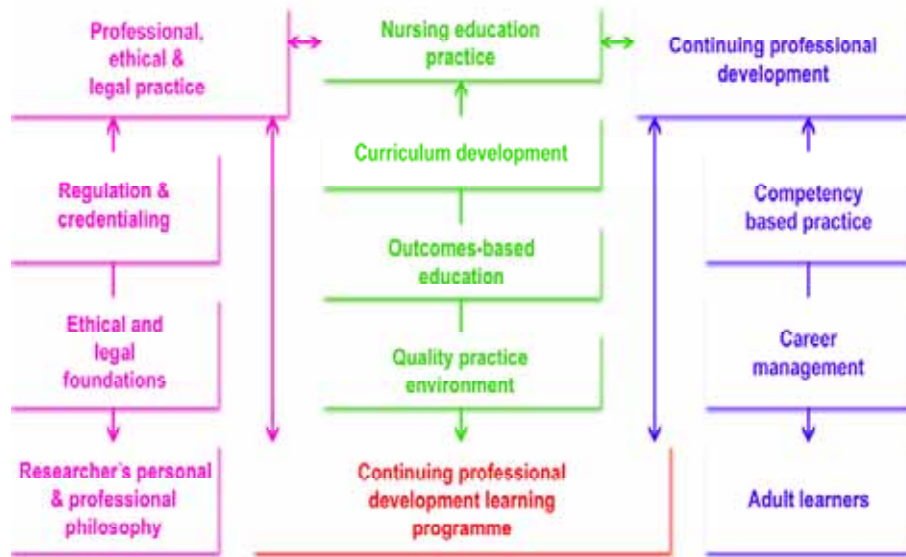 Professional,
ethical &
legal practice
Nursing education
practice
Continuing professional
development
Curriculum development
Regulation &
credentialing
Competency
based practice
Outcomes-based
education
Ethical and
legal
foundations
Quality practice
environment
Career
management
Researcher's personal
& professional
philosophy
Continuing professional
development learning
programme
Adult learners